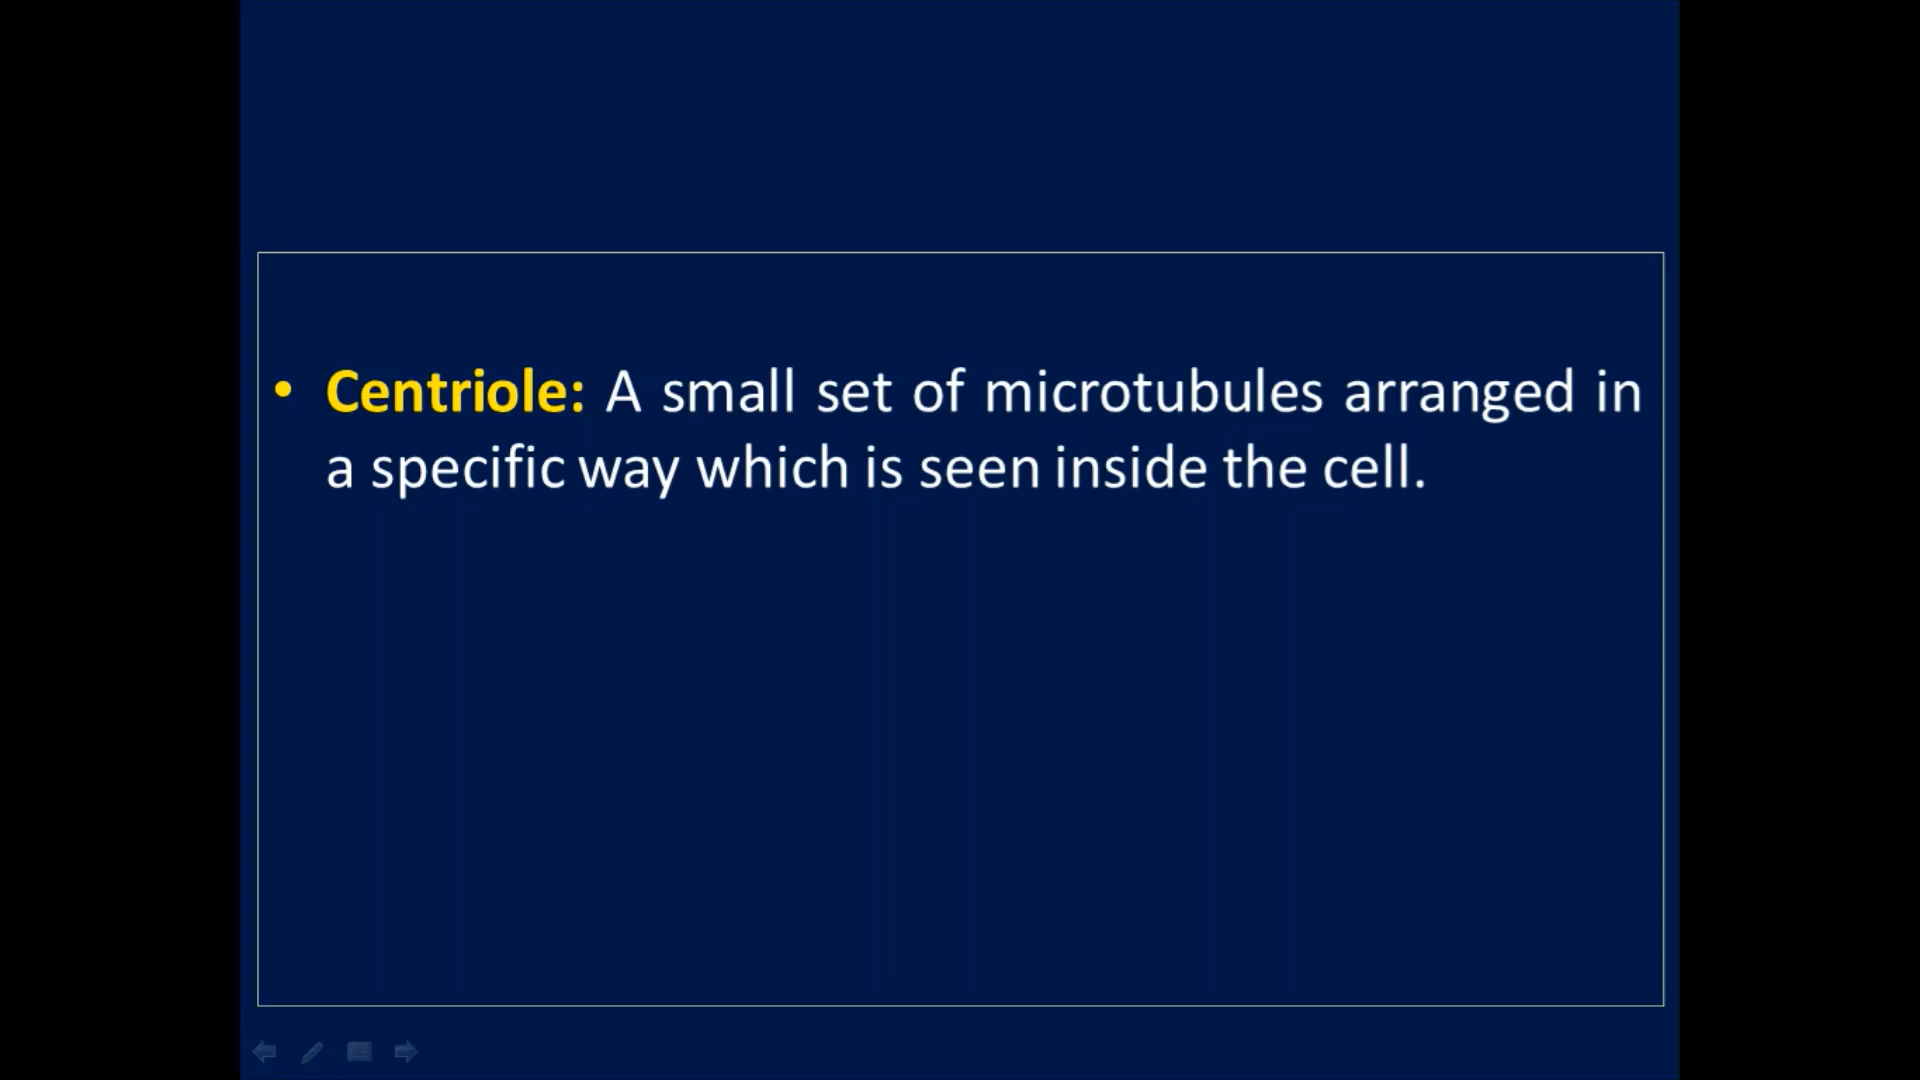 • Centriole: A small set of microtubules arranged in
a specific way which is seen inside the cell.